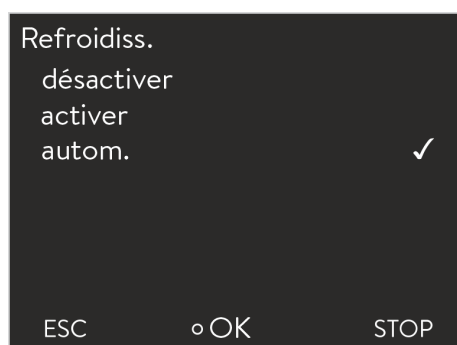 Refroidiss.
désactiver
activer
autom. ✓
ESC ○ OK STOP